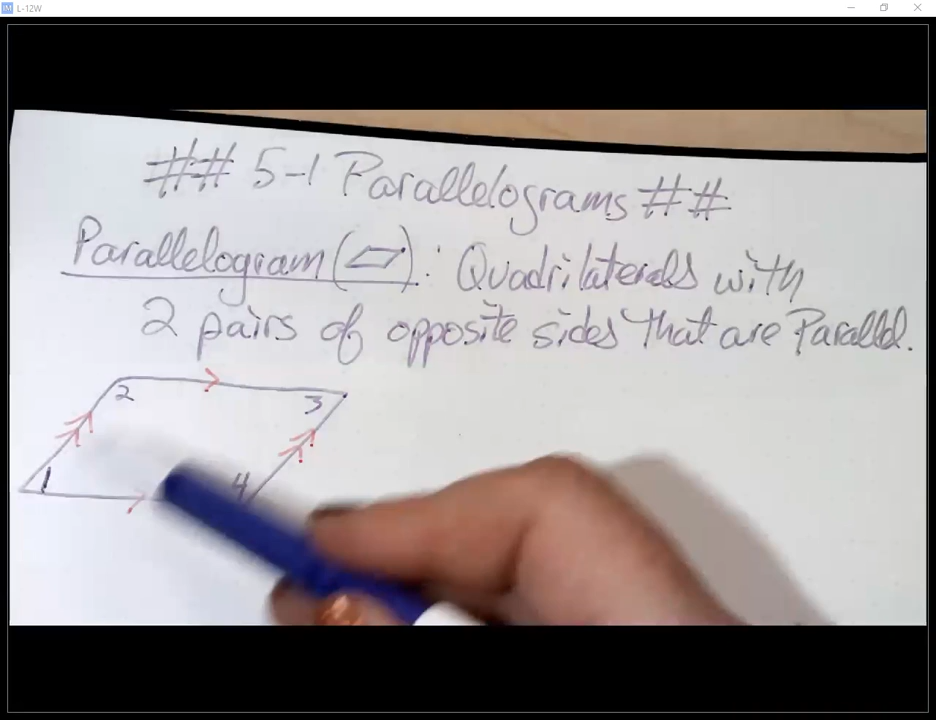 L-12W
## 5-1 Parallelograms ##
Parallelogram (▱): Quadrilaterals with
2 pairs of opposite sides that are Parallel.
2
3
1
4